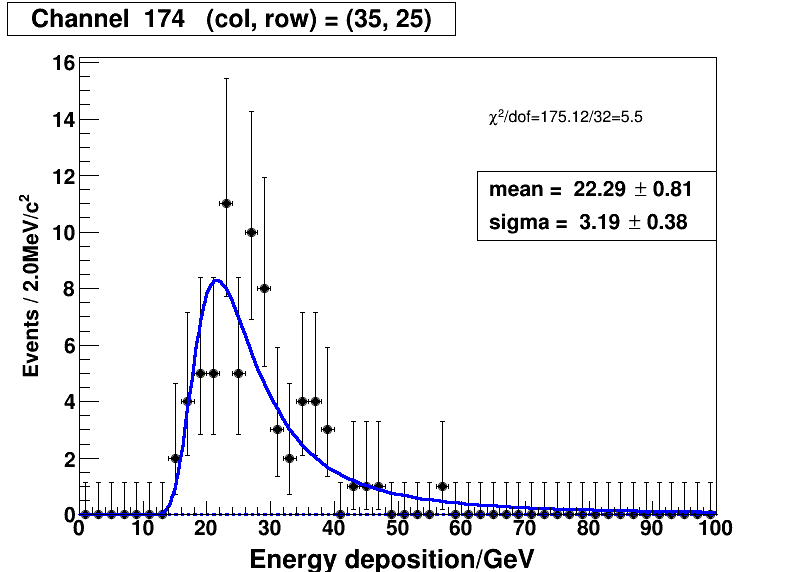 Channel 174 (col, row) = (35, 25)
16
14
12
10
8
6
4
2
0
Events / 2.0MeV/c²
χ²/dof=175.12/32=5.5
mean = 22.29 ± 0.81
sigma = 3.19 ± 0.38
0 10 20 30 40 50 60 70 80 90 100
Energy deposition/GeV